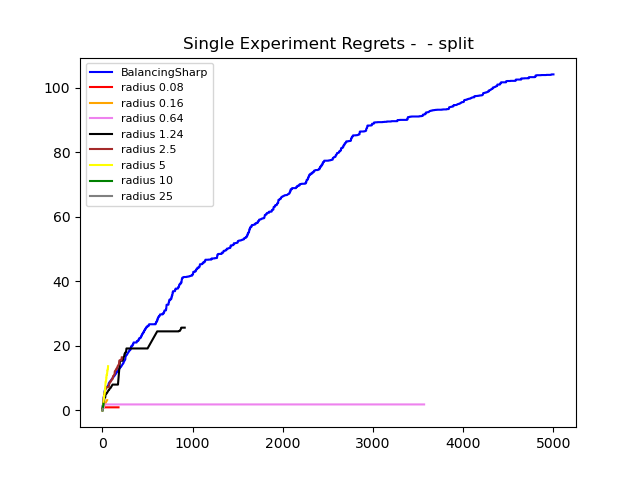 Single Experiment Regrets -  - split
BalancingSharp
radius 0.08
radius 0.16
radius 0.64
radius 1.24
radius 2.5
radius 5
radius 10
radius 25
100
80
60
40
20
0
0 1000 2000 3000 4000 5000